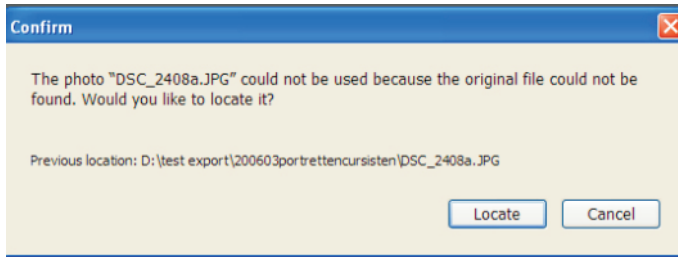 Confirm
The photo “DSC_2408a.JPG” could not be used because the original file could not be
found. Would you like to locate it?
Previous location: D:\test export\200603portrettencursisten\DSC_2408a.JPG
Locate Cancel